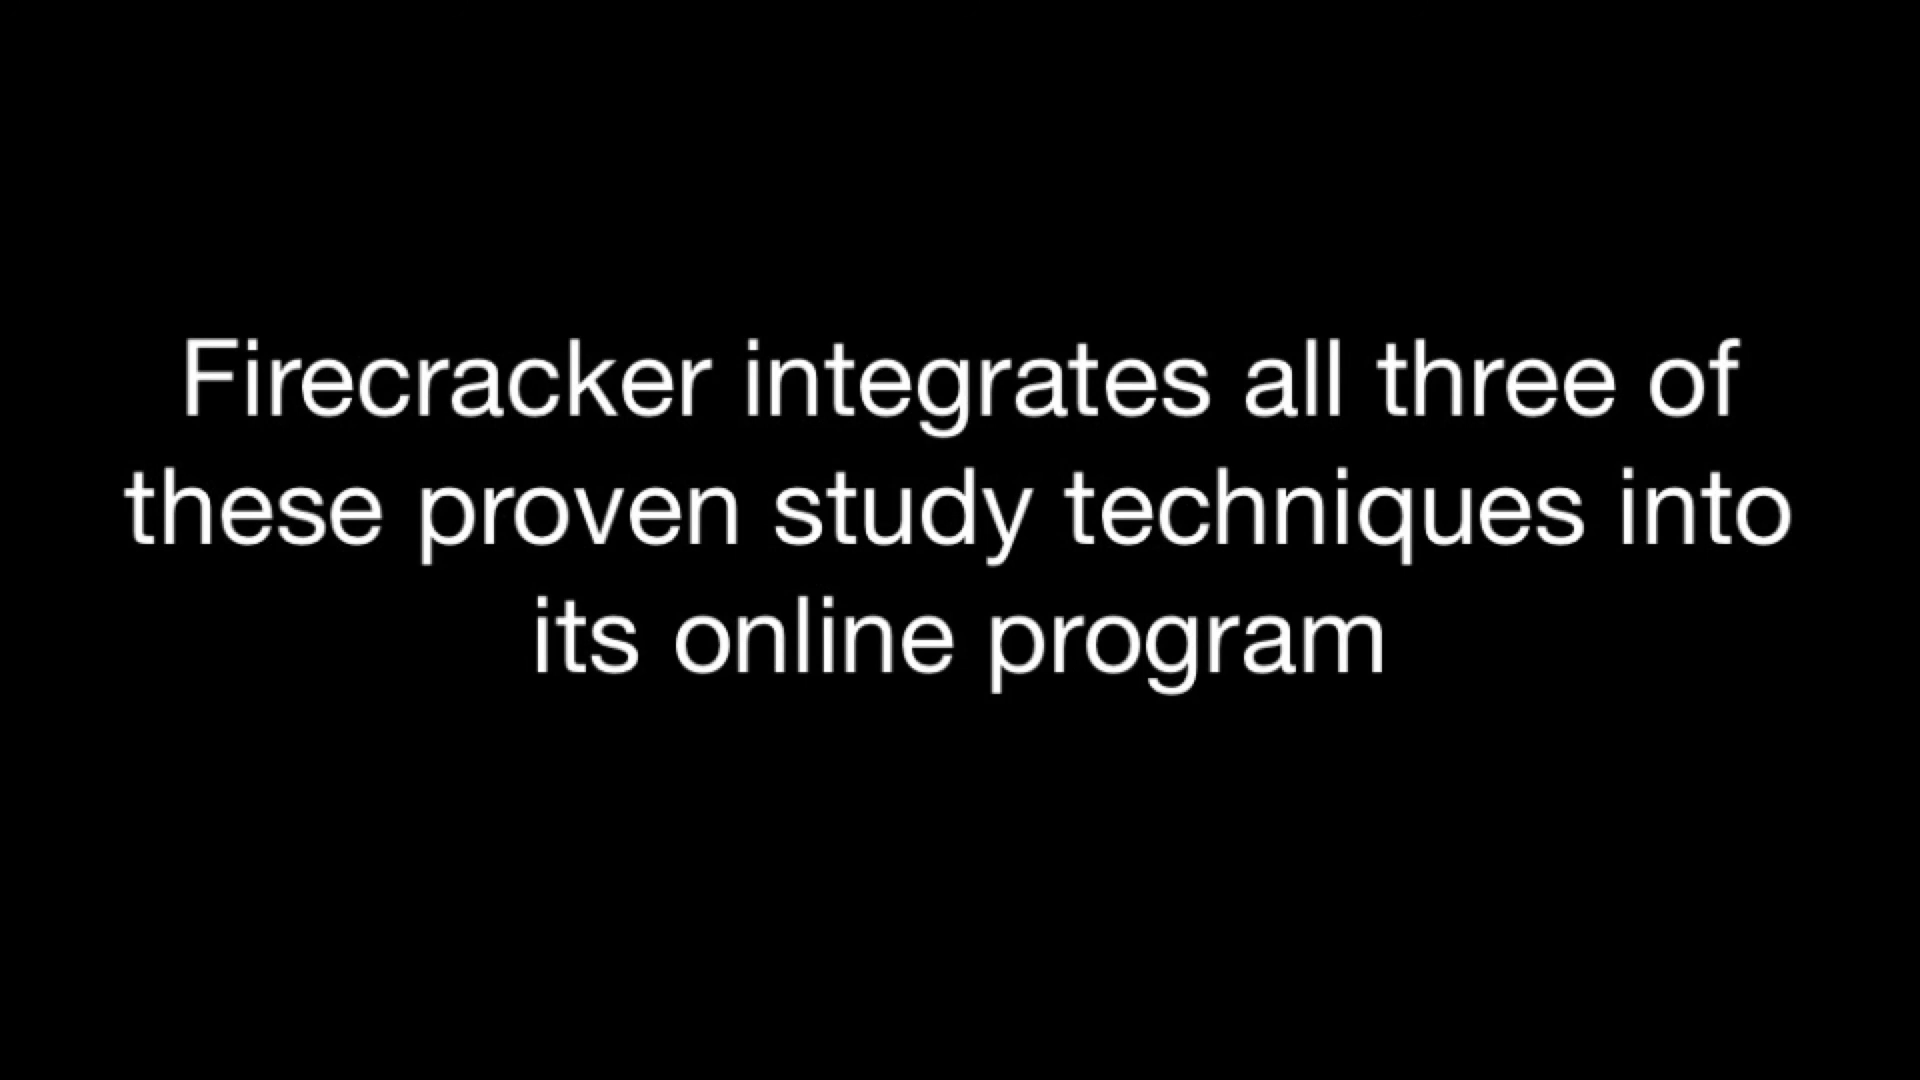 Firecracker integrates all three of
these proven study techniques into
its online program